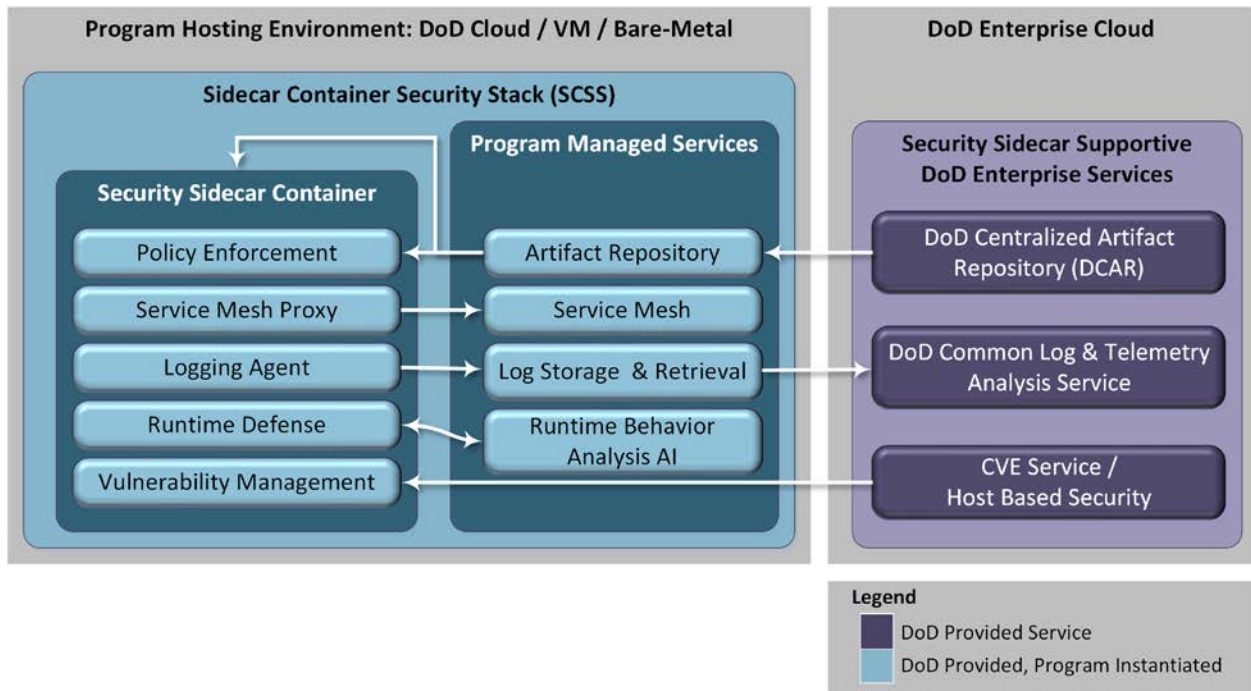 Program Hosting Environment: DoD Cloud / VM / Bare-Metal
Sidecar Container Security Stack (SCSS)
Security Sidecar Container
Policy Enforcement
Service Mesh Proxy
Logging Agent
Runtime Defense
Vulnerability Management
Program Managed Services
Artifact Repository
Service Mesh
Log Storage & Retrieval
Runtime Behavior
Analysis AI
DoD Enterprise Cloud
Security Sidecar Supportive
DoD Enterprise Services
DoD Centralized Artifact
Repository (DCAR)
DoD Common Log & Telemetry
Analysis Service
CVE Service /
Host Based Security
Legend
DoD Provided Service
DoD Provided, Program Instantiated